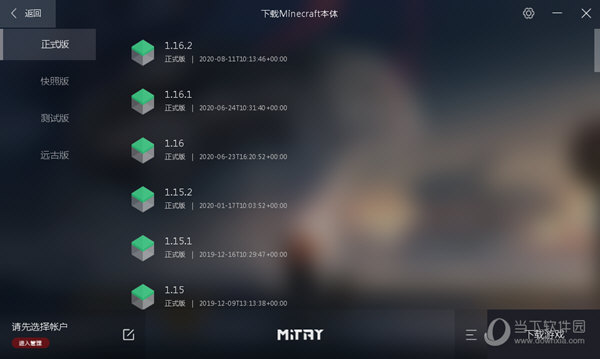 返回
下载Minecraft本体
正式版
快照版
测试版
远古版
1.16.2
正式版 | 2020-08-11T10:13:46+00:00
1.16.1
正式版 | 2020-06-24T10:31:40+00:00
1.16
正式版 | 2020-06-23T16:20:52+00:00
1.15.2
正式版 | 2020-01-17T10:03:52+00:00
1.15.1
正式版 | 2019-12-16T10:29:47+00:00
1.15
正式版 | 2019-12-09T13:13:38+00:00
请先选择帐户
进入管理
MITAY
下载游戏
当下软件园
www.downxia.com